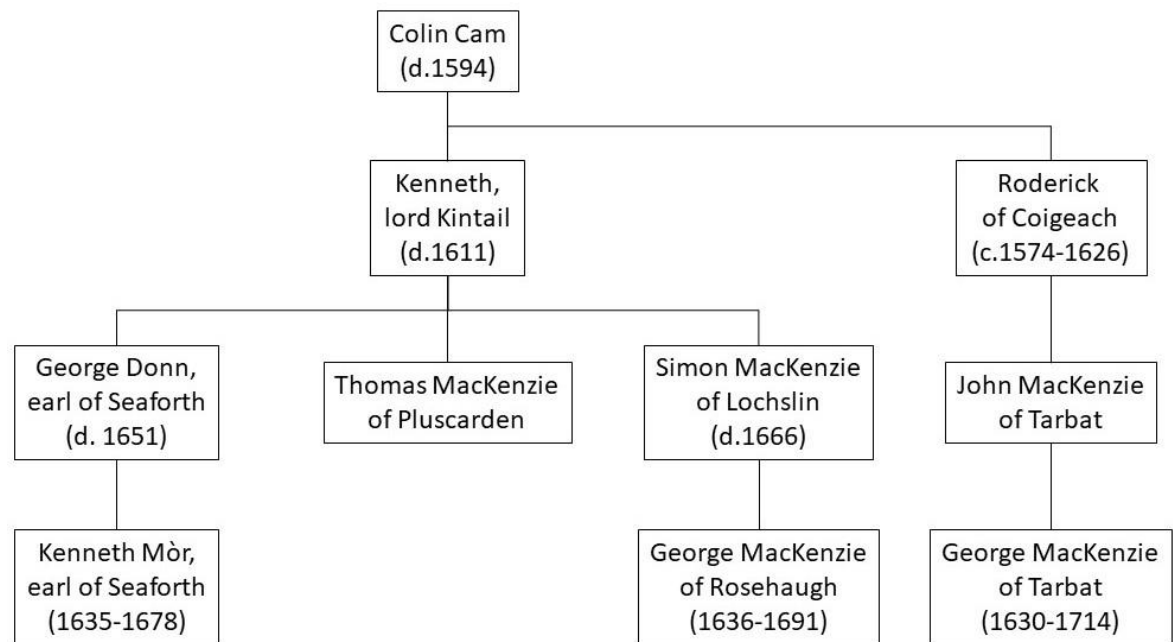 Colin Cam
(d.1594)
Kenneth,
lord Kintail
(d.1611)
Roderick
of Coigeach
(c.1574-1626)
George Donn,
earl of Seaforth
(d. 1651)
Thomas MacKenzie
of Pluscarden
Simon MacKenzie
of Lochslin
(d.1666)
John MacKenzie
of Tarbat
Kenneth Mòr,
earl of Seaforth
(1635-1678)
George MacKenzie
of Rosehaugh
(1636-1691)
George MacKenzie
of Tarbat
(1630-1714)